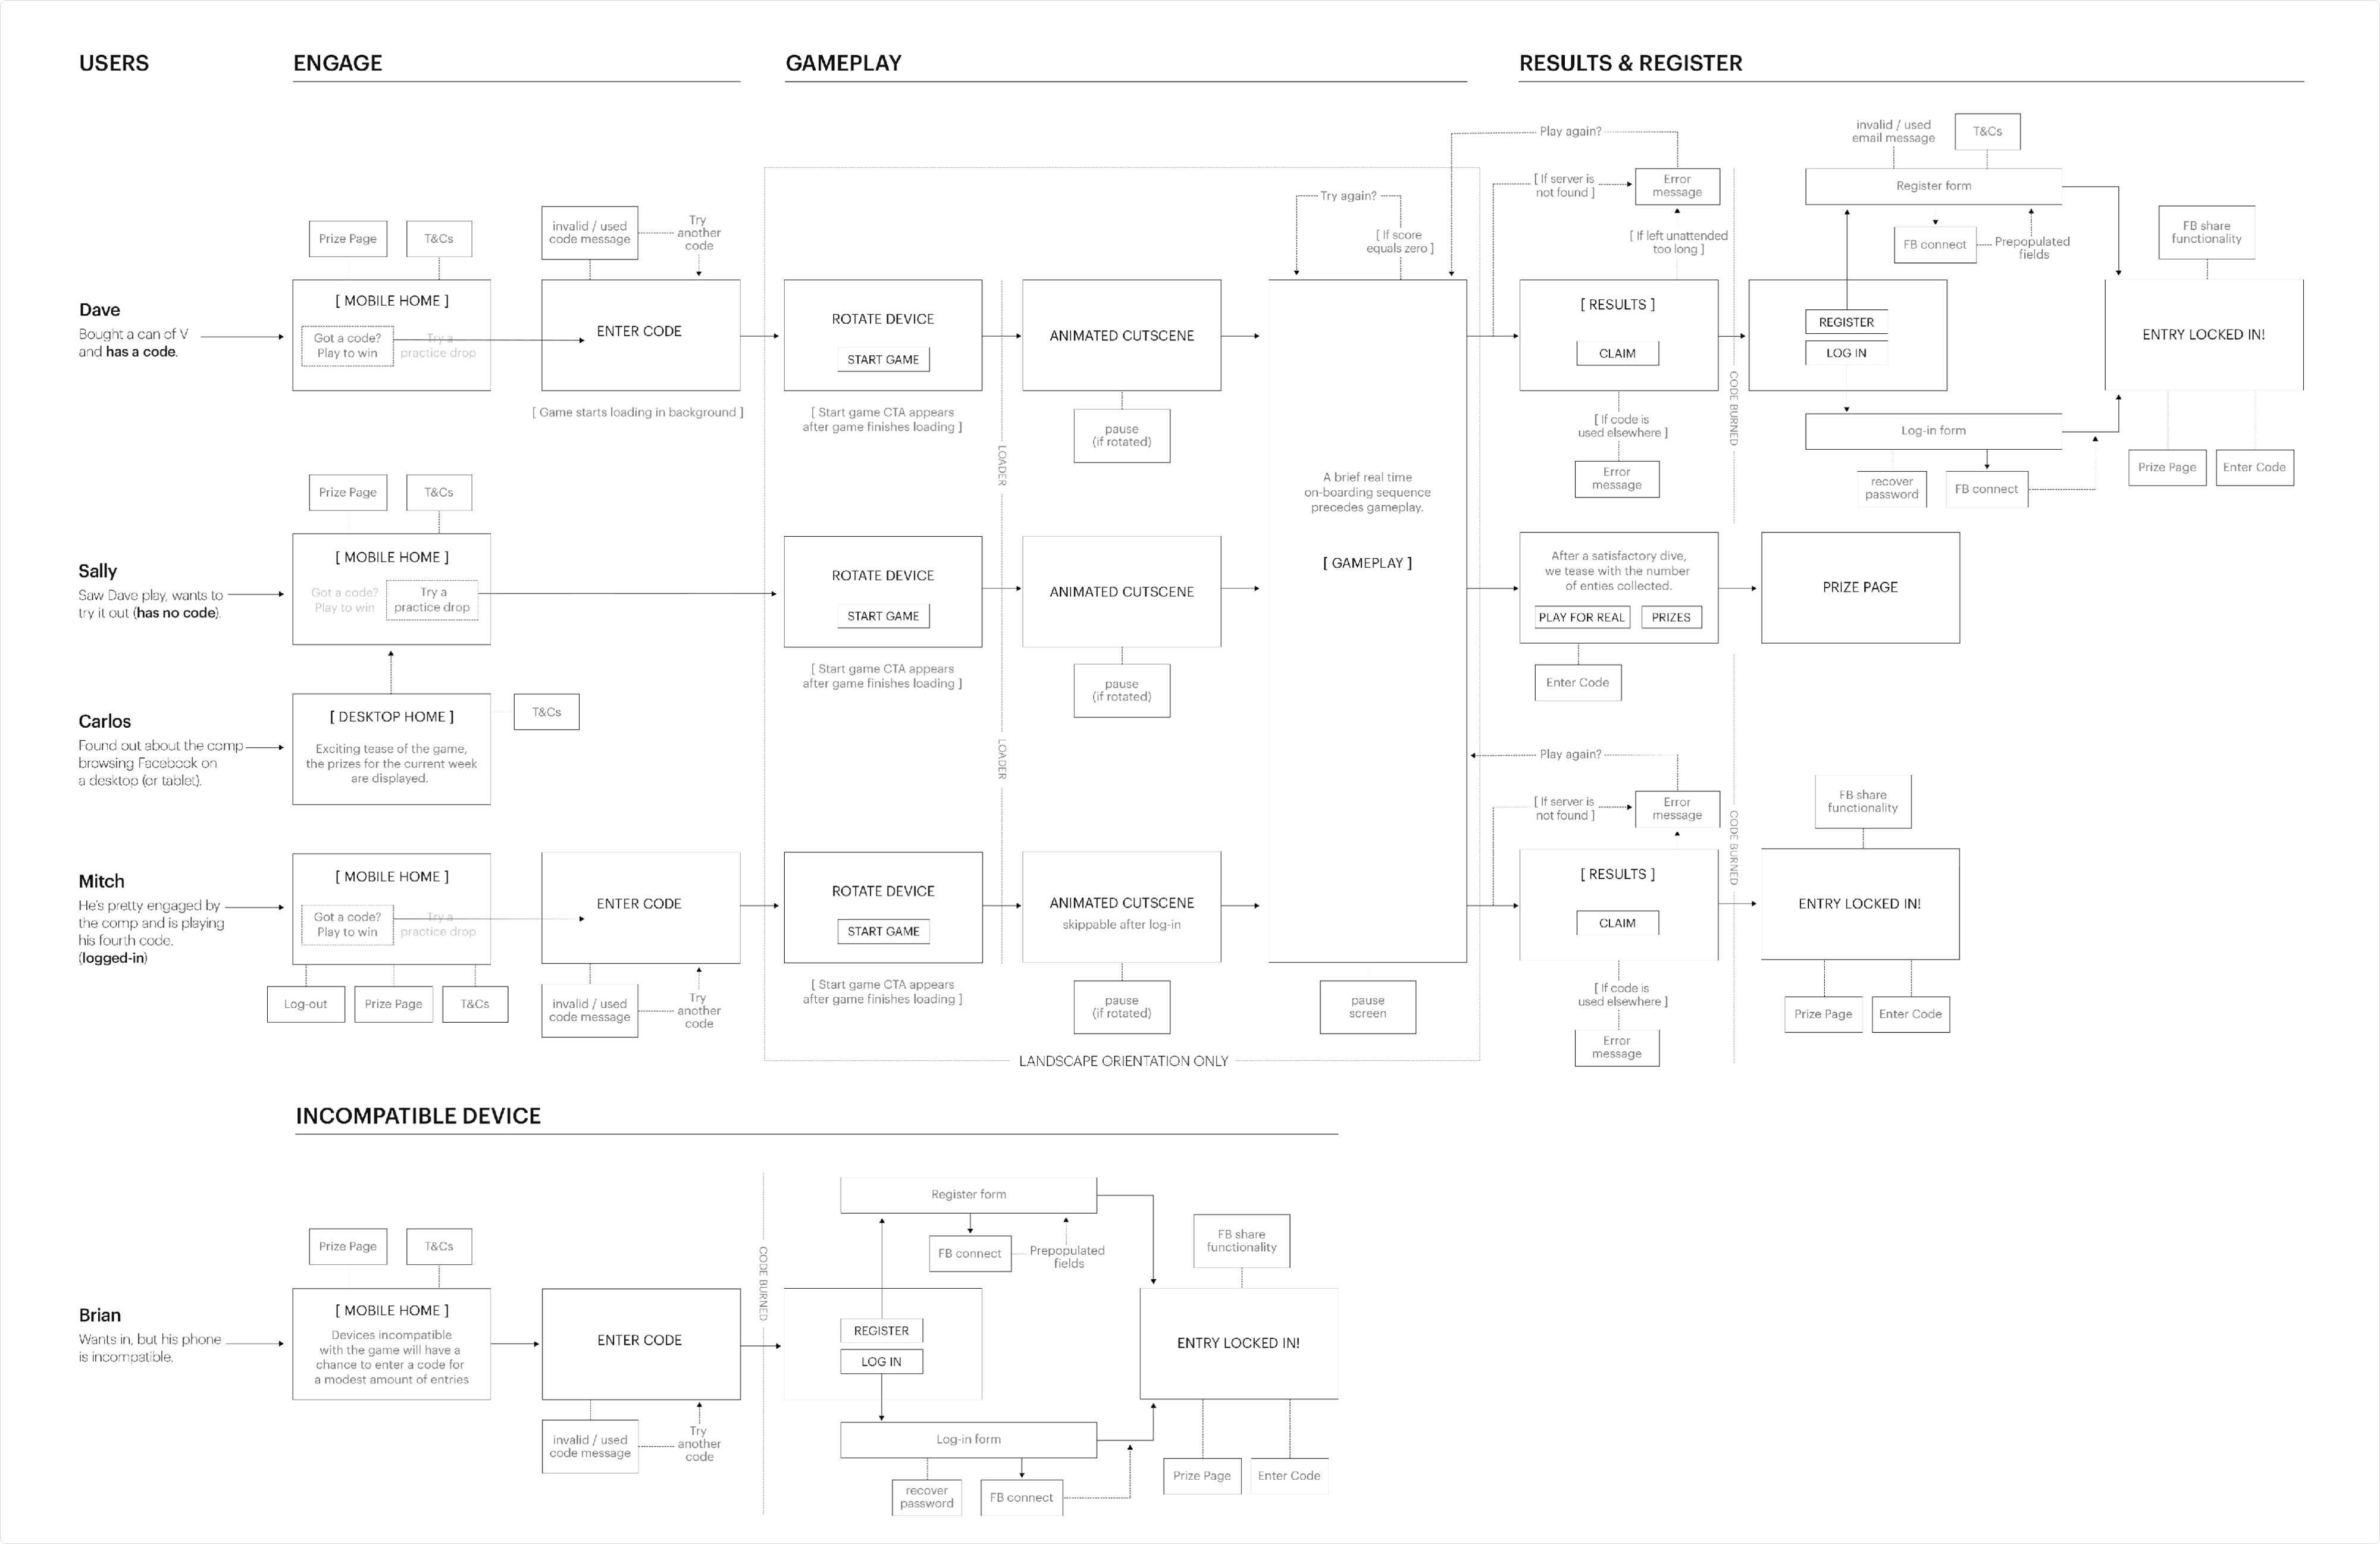 USERS
ENGAGE
GAMEPLAY
RESULTS & REGISTER
Dave
Bought a can of V
and has a code.
Prize Page
T&Cs
[ MOBILE HOME ]
Got a code?
Play to win
Try a
practice drop
invalid / used
code message
Try
another
code
ENTER CODE
[ Game starts loading in background ]
ROTATE DEVICE
START GAME
[ Start game CTA appears
after game finishes loading ]
LOADER
ANIMATED CUTSCENE
pause
(if rotated)
Try again?
[ If score
equals zero ]
Play again?
[ If server is
not found ]
Error
message
[ If left unattended
too long ]
[ RESULTS ]
CLAIM
[ If code is
used elsewhere ]
Error
message
CODE BURNED
invalid / used
email message
T&Cs
Register form
FB connect
Prepopulated
fields
REGISTER
LOG IN
Log-in form
recover
password
FB connect
FB share
functionality
ENTRY LOCKED IN!
Prize Page
Enter Code
Sally
Saw Dave play, wants to
try it out (has no code).
Prize Page
T&Cs
[ MOBILE HOME ]
Got a code?
Play to win
Try a
practice drop
ROTATE DEVICE
START GAME
[ Start game CTA appears
after game finishes loading ]
ANIMATED CUTSCENE
pause
(if rotated)
A brief real time
on-boarding sequence
precedes gameplay.
[ GAMEPLAY ]
After a satisfactory dive,
we tease with the number
of enties collected.
PLAY FOR REAL
PRIZES
Enter Code
PRIZE PAGE
Carlos
Found out about the comp
browsing Facebook on
a desktop (or tablet).
[ DESKTOP HOME ]
Exciting tease of the game,
the prizes for the current week
are displayed.
T&Cs
LOADER
Mitch
He's pretty engaged by
the comp and is playing
his fourth code.
(logged-in)
[ MOBILE HOME ]
Got a code?
Play to win
Try a
practice drop
Log-out
Prize Page
T&Cs
ENTER CODE
invalid / used
code message
Try
another
code
ROTATE DEVICE
START GAME
[ Start game CTA appears
after game finishes loading ]
ANIMATED CUTSCENE
skippable after log-in
pause
(if rotated)
pause
screen
LANDSCAPE ORIENTATION ONLY
Play again?
[ If server is
not found ]
Error
message
[ RESULTS ]
CLAIM
[ If code is
used elsewhere ]
Error
message
CODE BURNED
FB share
functionality
ENTRY LOCKED IN!
Prize Page
Enter Code
INCOMPATIBLE DEVICE
Brian
Wants in, but his phone
is incompatible.
Prize Page
T&Cs
[ MOBILE HOME ]
Devices incompatible
with the game will have a
chance to enter a code for
a modest amount of entries
ENTER CODE
invalid / used
code message
Try
another
code
CODE BURNED
Register form
FB connect
Prepopulated
fields
REGISTER
LOG IN
Log-in form
recover
password
FB connect
FB share
functionality
ENTRY LOCKED IN!
Prize Page
Enter Code